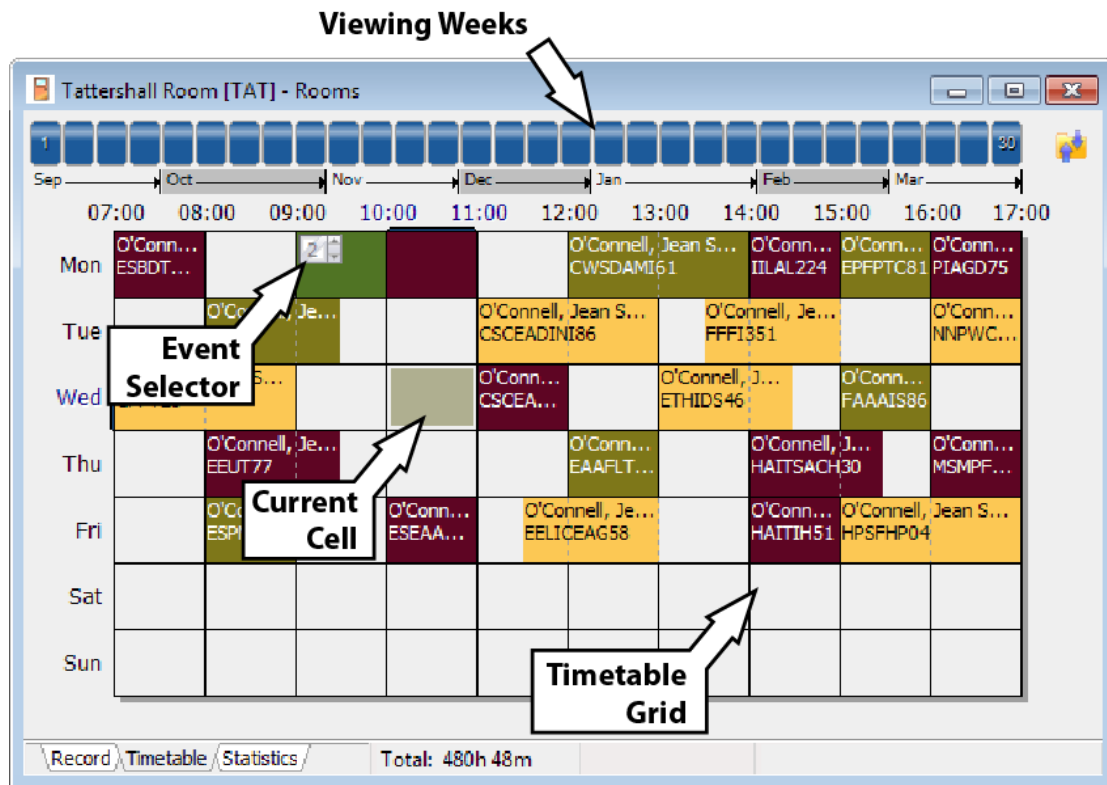 Viewing Weeks
Tattershall Room [TAT] - Rooms
1 30
Sep Oct Nov Dec Jan Feb Mar
07:00 08:00 09:00 10:00 11:00 12:00 13:00 14:00 15:00 16:00 17:00
Mon
O'Conn... 2 O'Connell, Jean S... O'Conn... O'Conn... O'Conn...
ESBDT... CWSDAMI61 IILAL224 EPFPTC81 PIAGD75
Tue
Je... O'Connell, Jean S... O'Connell, Je... O'Conn...
CSCEADINI86 FFFI351 NNPWC...
Event
Selector
Wed
S... O'Conn... O'Connell, J... O'Conn...
CSCEA... ETHIDS46 FAAAIS86
Thu
O'Connell, Je... O'Conn... O'Connell, J... O'Conn...
EEUT77 EAAFLT... HAITSACH30 MSMPF...
Current
Cell
Fri
O'Conn... O'Connell, Je... O'Conn... O'Connell, Jean S...
ESEAA... EELICEAG58 HAITIH51 HPSFHP04
Sat
Sun
Timetable
Grid
Record Timetable Statistics Total: 480h 48m